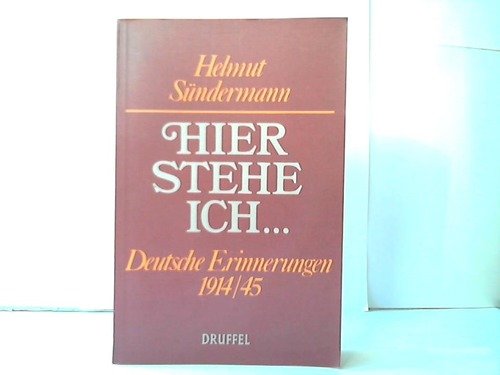 Helmut
Sündermann
HIER
STEHE
ICH...
Deutsche Erinnerungen
1914/45
DRUFFEL